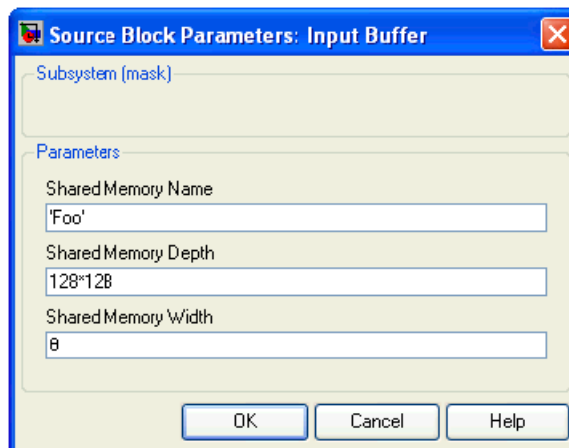 Source Block Parameters: Input Buffer
Subsystem (mask)
Parameters
Shared Memory Name
'Foo'
Shared Memory Depth
128*128
Shared Memory Width
8
OK Cancel Help